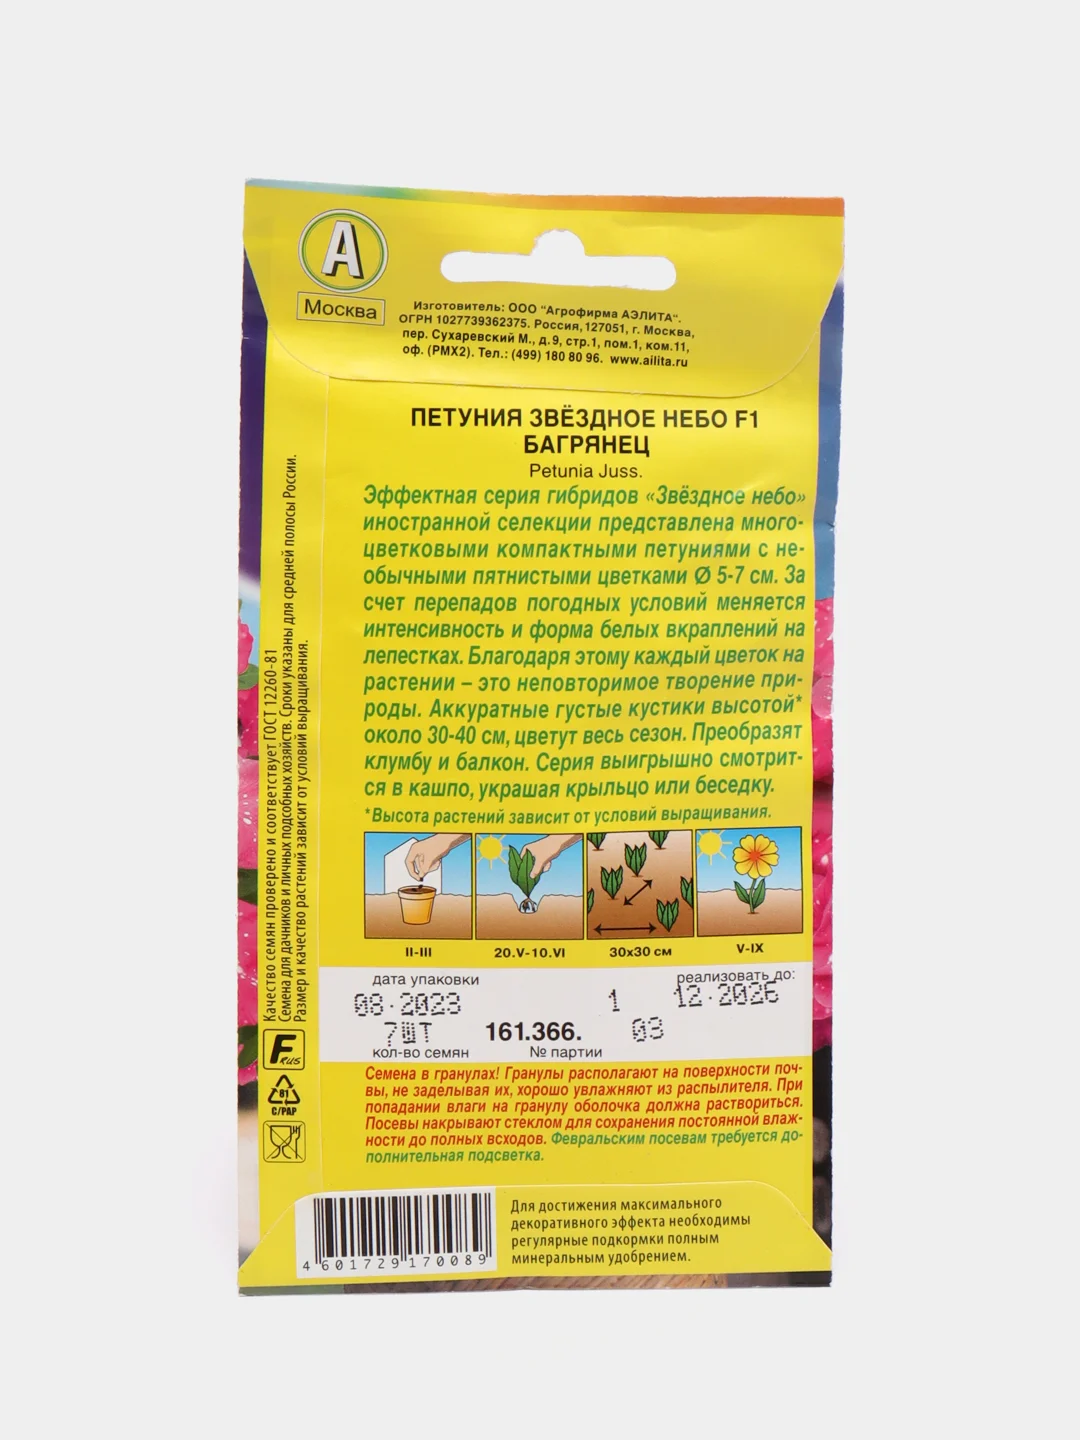 А
Москва
Изготовитель: ООО "Агрофирма АЭЛИТА".
ОГРН 1027739362375. Россия, 127051, г. Москва,
пер. Сухаревский М., д.9, стр.1, пом.1, ком.11,
оф. (РМХ2). Тел.: (499) 180 80 96. www.ailita.ru
ПЕТУНИЯ ЗВЁЗДНОЕ НЕБО F1
БАГРЯНЕЦ
Petunia Juss.
Эффектная серия гибридов «Звёздное небо»
иностранной селекции представлена много-
цветковыми компактными петуниями с не-
обычными пятнистыми цветками Ø 5-7 см. За
счет перепадов погодных условий меняется
интенсивность и форма белых вкраплений на
лепестках. Благодаря этому каждый цветок на
растении – это неповторимое творение при-
роды. Аккуратные густые кустики высотой*
около 30-40 см, цветут весь сезон. Преобразят
клумбу и балкон. Серия выигрышно смотрит-
ся в кашпо, украшая крыльцо или беседку.
*Высота растений зависит от условий выращивания.
II-III
20.V-10.VI
30х30 см
V-IX
дата упаковки
реализовать до:
08.2023
1
12.2026
7ШТ
161.366.
03
кол-во семян
№ партии
Семена в гранулах! Гранулы располагают на поверхности поч-
вы, не заделывая их, хорошо увлажняют из распылителя. При
попадании влаги на гранулу оболочка должна раствориться.
Посевы накрывают стеклом для сохранения постоянной влаж-
ности до полных всходов. Февральским посевам требуется до-
полнительная подсветка.
Для достижения максимального
декоративного эффекта необходимы
регулярные подкормки полным
минеральным удобрением.
4 601729 170089
Качество семян проверено и соответствует ГОСТ 12260-81
Семена для дачников и личных подсобных хозяйств. Сроки указаны для средней полосы России.
Размер и качество растений зависит от условий выращивания.
F RUS
81
C/PAP